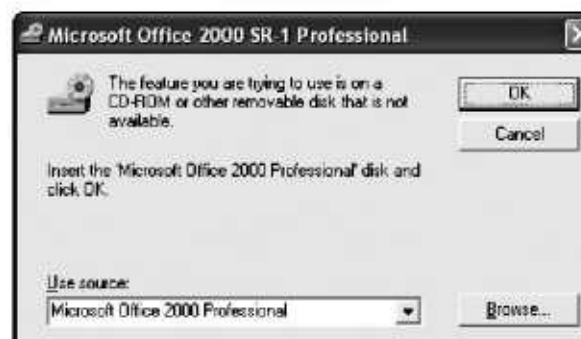 Microsoft Office 2000 SR-1 Professional
The feature you are trying to use is on a
CD-ROM or other removable disk that is not
available.
OK
Cancel
Insert the 'Microsoft Office 2000 Professional' disk and
click OK.
Use source:
Microsoft Office 2000 Professional
Browse...